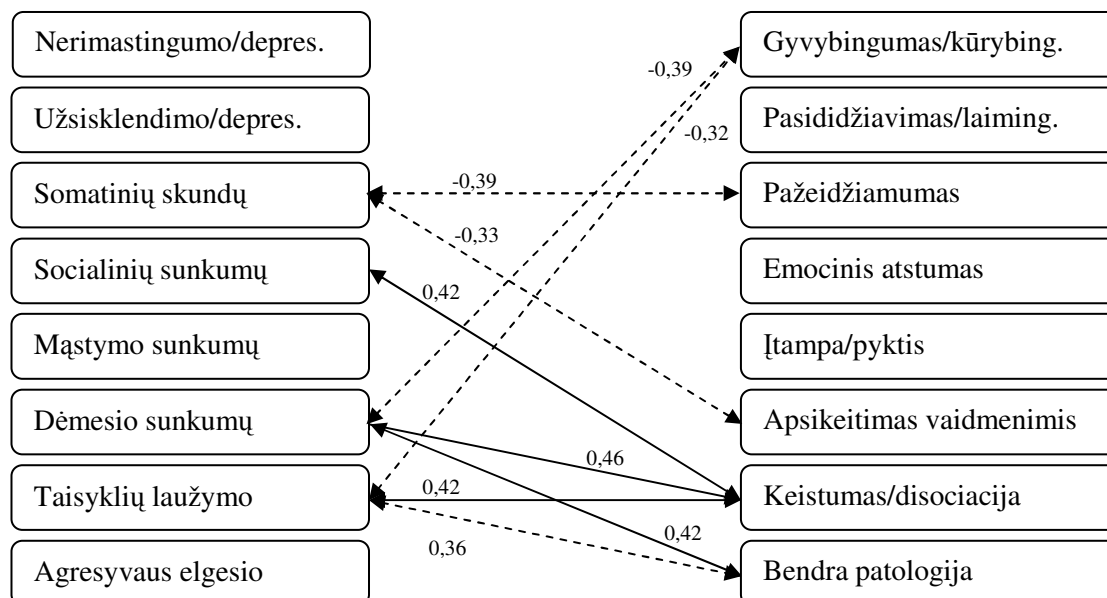 Nerimastingumo/depres.
Užsisklendimo/depres.
Somatinių skundų
Socialinių sunkumų
Mąstymo sunkumų
Dėmesio sunkumų
Taisyklių laužymo
Agresyvaus elgesio
-0,39
-0,32
-0,39
-0,33
0,42
0,46
0,42
0,42
0,36
Gyvybingumas/kūrybing.
Pasididžiavimas/laiming.
Pažeidžiamumas
Emocinis atstumas
Įtampa/pyktis
Apsikeitimas vaidmenimis
Keistumas/disociacija
Bendra patologija